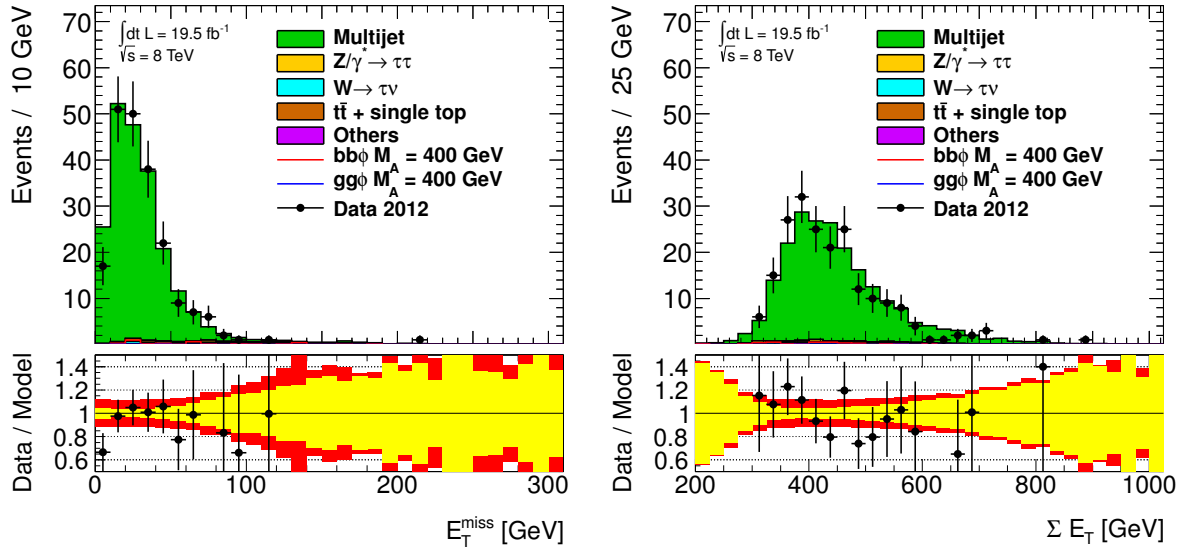 Events / 10 GeV
70
60
50
40
30
20
10
∫dt L = 19.5 fb⁻¹
√s = 8 TeV
Multijet
Z/γ* → ττ
W → τν
tt̄ + single top
Others
bbϕ M_A = 400 GeV
ggϕ M_A = 400 GeV
Data 2012
Data / Model
1.4
1.2
1
0.8
0.6
0 100 200 300
E_T^miss [GeV]
Events / 25 GeV
70
60
50
40
30
20
10
∫dt L = 19.5 fb⁻¹
√s = 8 TeV
Multijet
Z/γ* → ττ
W → τν
tt̄ + single top
Others
bbϕ M_A = 400 GeV
ggϕ M_A = 400 GeV
Data 2012
Data / Model
1.4
1.2
1
0.8
0.6
200 400 600 800 1000
Σ E_T [GeV]